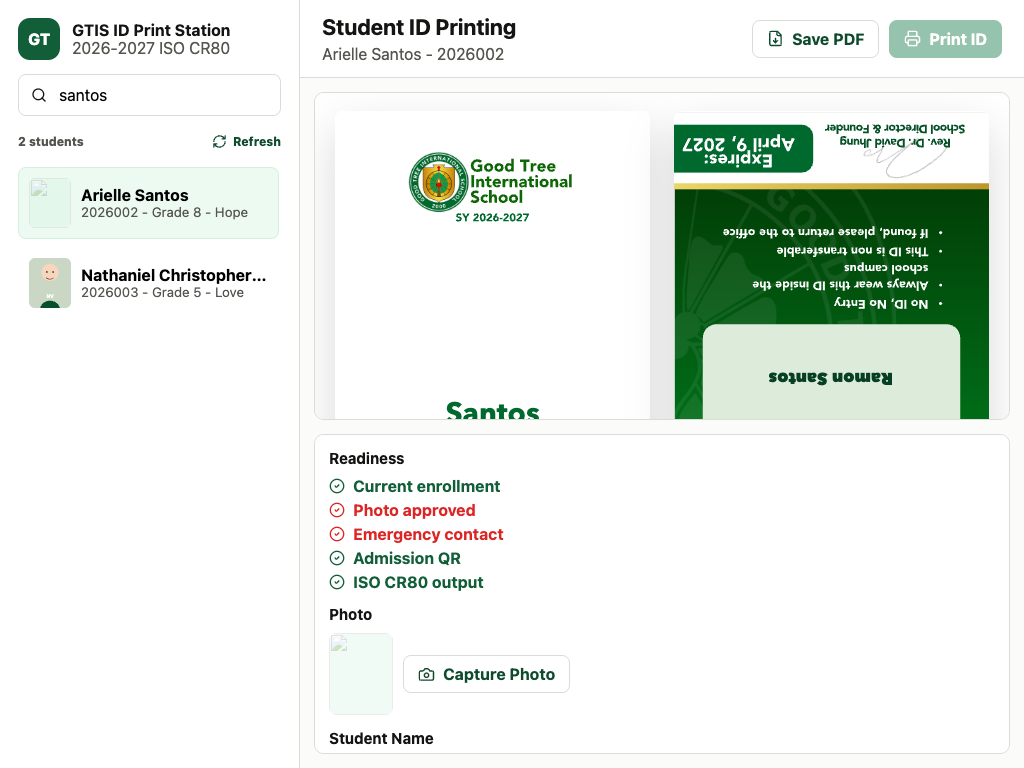 GT
GTIS ID Print Station
2026-2027 ISO CR80
santos
2 students
Refresh
Arielle Santos
2026002 - Grade 8 - Hope
Nathaniel Christopher...
2026003 - Grade 5 - Love
Student ID Printing
Arielle Santos - 2026002
Save PDF
Print ID
GOOD TREE INTERNATIONAL SCHOOL
2008
Good Tree
International
School
SY 2026-2027
Santos
Ramon Santos
• No ID, No Entry
• Always wear this ID inside the
school campus
• This ID is non transferable
• If found, please return to the office
Expires:
April 9, 2027
Rev. Dr. David Jhung
School Director & Founder
Readiness
Current enrollment
Photo approved
Emergency contact
Admission QR
ISO CR80 output
Photo
Capture Photo
Student Name